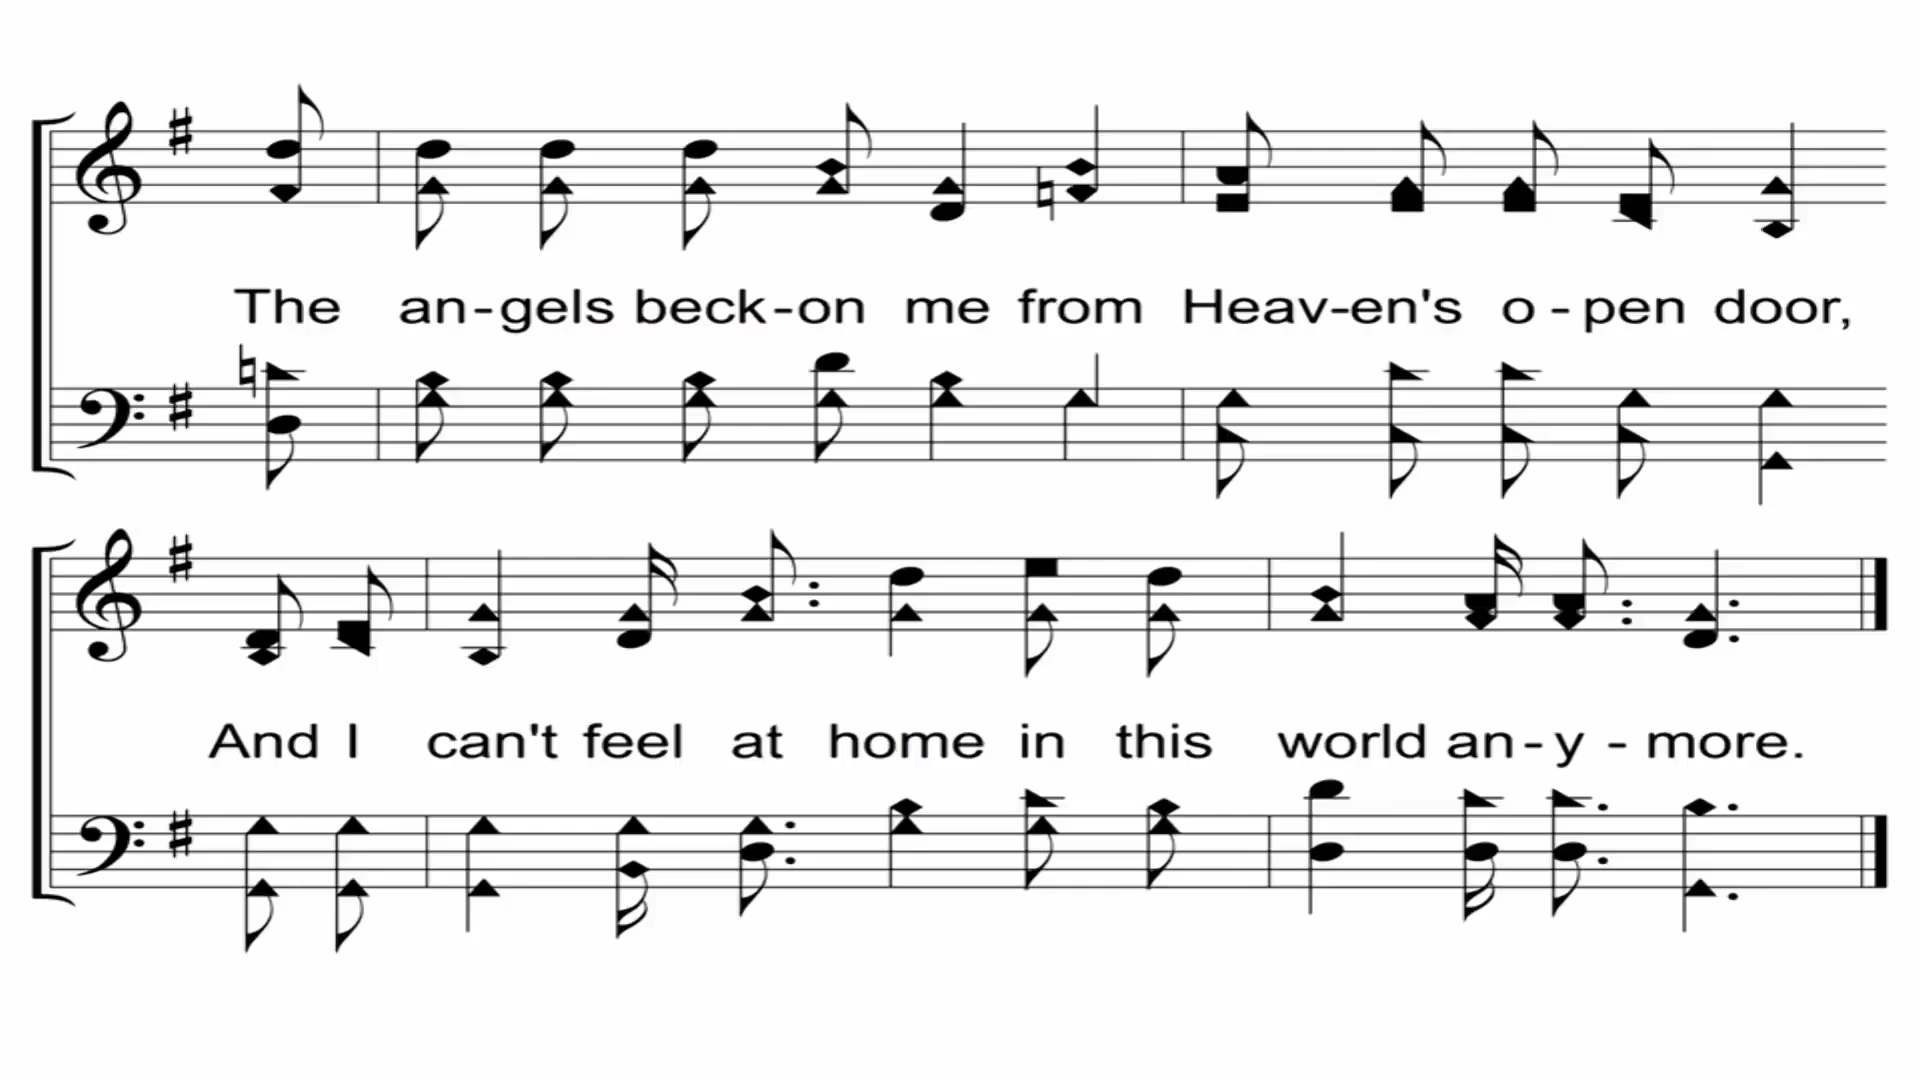 The an-gels beck-on me from Heav-en's o-pen door,
And I can't feel at home in this world an-y-more.